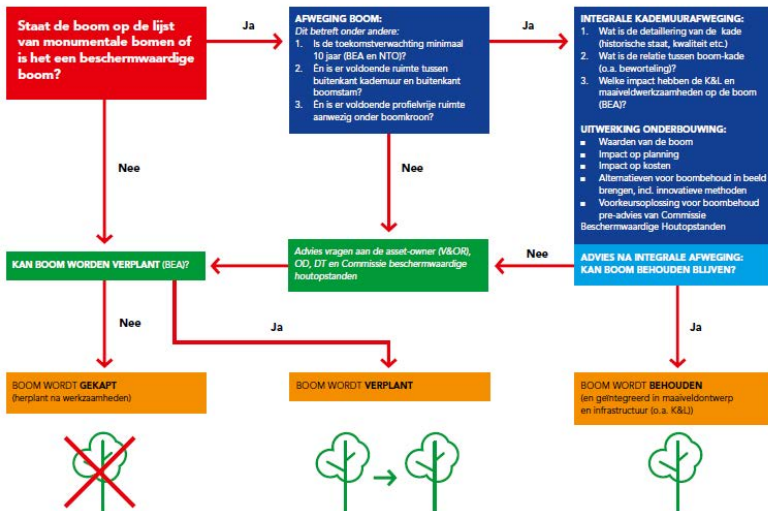 Staat de boom op de lijst
van monumentale bomen of
is het een beschermwaardige
boom?
Ja
AFWEGING BOOM:
Dit betreft onder andere:
1. Is de toekomstverwachting minimaal
10 jaar (BEA en NTO)?
2. Én is er voldoende ruimte tussen
buitenkant kademuur en buitenkant
boomstam?
3. Én is er voldoende profielvrije ruimte
aanwezig onder boomkroon?
Ja
INTEGRALE KADEMUURAFWEGING:
1. Wat is de detaillering van de kade
(historische staat, kwaliteit etc.)
2. Wat is de relatie tussen boom-kade
(o.a. beworteling)?
3. Welke impact hebben de K&L en
maaiveldwerkzaamheden op de boom
(BEA)?
UITWERKING ONDERBOUWING:
▪ Waarden van de boom
▪ Impact op planning
▪ Impact op kosten
▪ Alternatieven voor boombehoud in beeld
brengen, incl. innovatieve methoden
▪ Voorkeursoplossing voor boombehoud
pre-advies van Commissie
Beschermwaardige Houtopstanden
Nee
Nee
KAN BOOM WORDEN VERPLANT (BEA)?
Advies vragen aan de asset-owner (V&OR),
OD, DT en Commissie beschermwaardige
houtopstanden
Nee
ADVIES NA INTEGRALE AFWEGING:
KAN BOOM BEHOUDEN BLIJVEN?
Nee
Ja
Ja
BOOM WORDT GEKAPT
(herplant na werkzaamheden)
BOOM WORDT VERPLANT
BOOM WORDT BEHOUDEN
(en geïntegreerd in maaiveldontwerp
en infrastructuur (o.a. K&L))